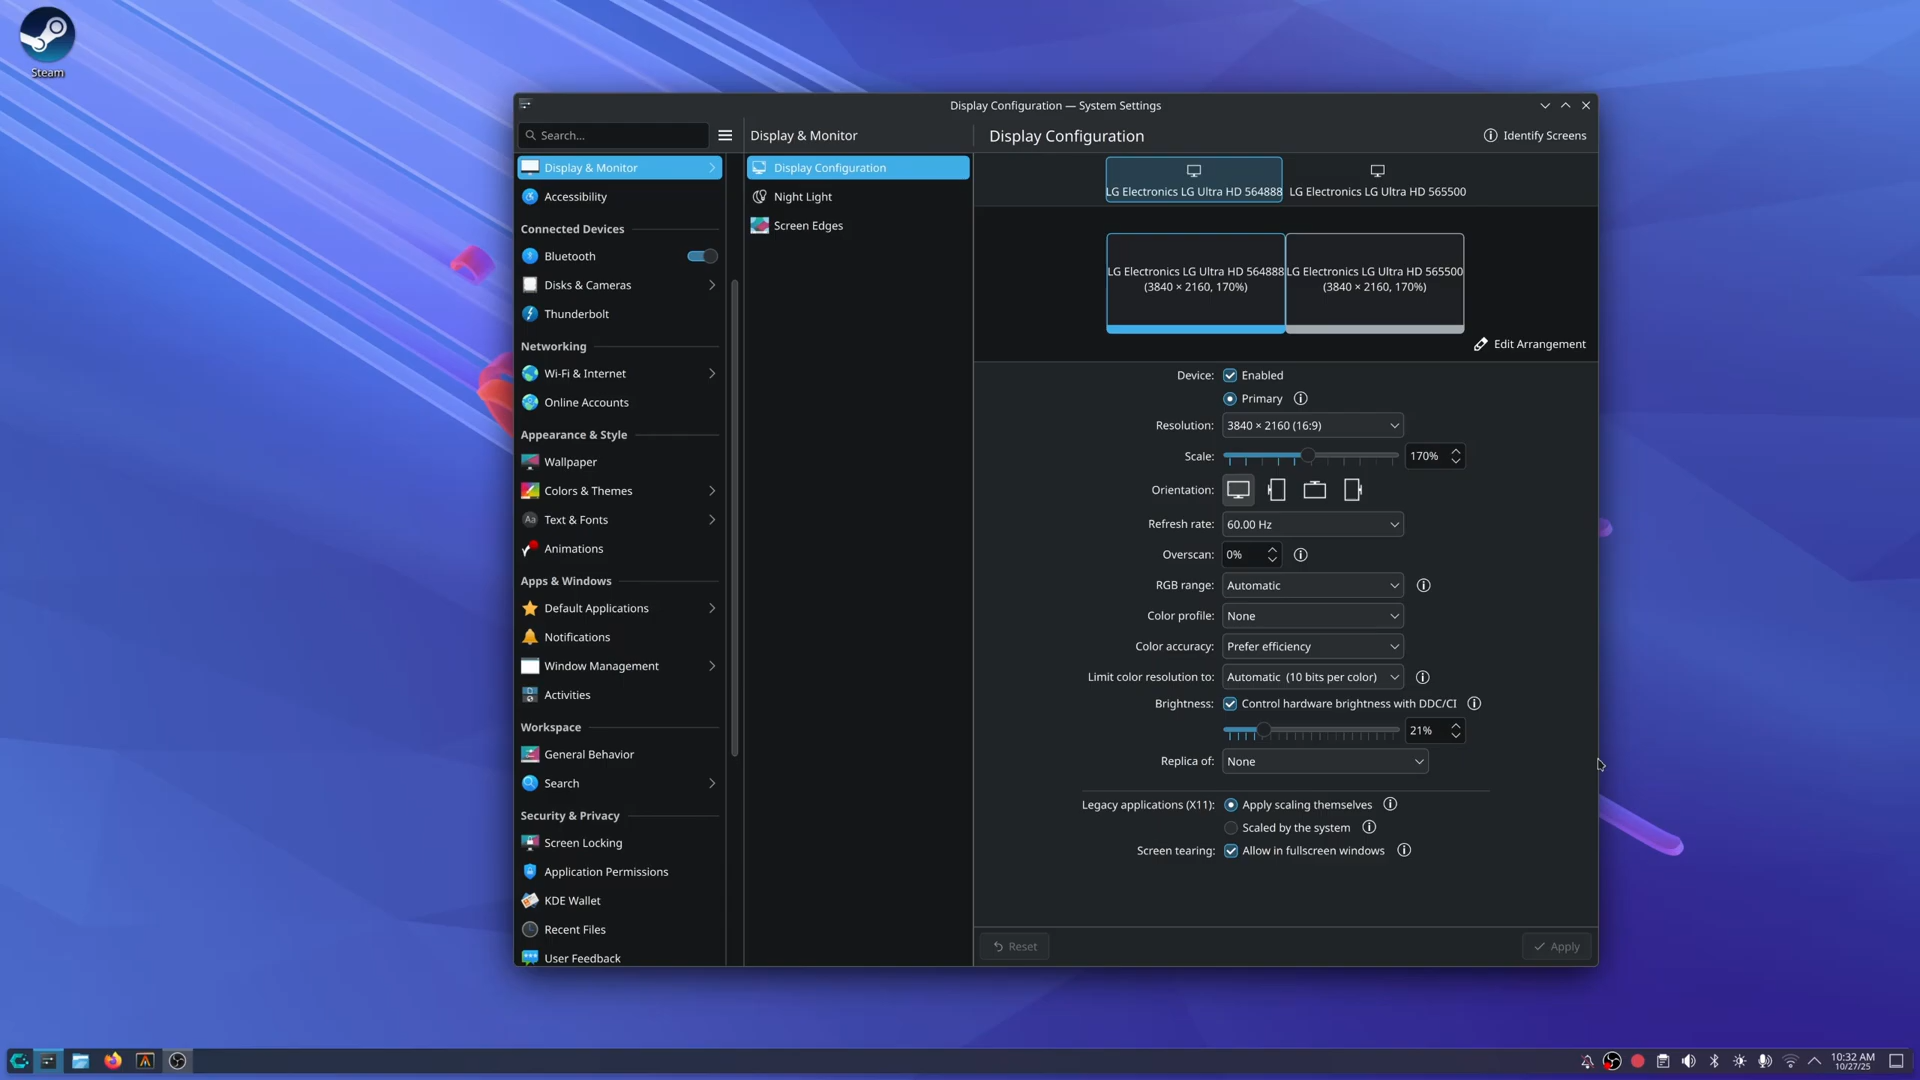 Steam
Display Configuration — System Settings
Search...
Display & Monitor
Accessibility
Connected Devices
Bluetooth
Disks & Cameras
Thunderbolt
Networking
Wi-Fi & Internet
Online Accounts
Appearance & Style
Wallpaper
Colors & Themes
Text & Fonts
Animations
Apps & Windows
Default Applications
Notifications
Window Management
Activities
Workspace
General Behavior
Search
Security & Privacy
Screen Locking
Application Permissions
KDE Wallet
Recent Files
User Feedback
Display & Monitor
Display Configuration
Night Light
Screen Edges
Display Configuration
Identify Screens
LG Electronics LG Ultra HD 564888
LG Electronics LG Ultra HD 565500
LG Electronics LG Ultra HD 564888
(3840 × 2160, 170%)
LG Electronics LG Ultra HD 565500
(3840 × 2160, 170%)
Edit Arrangement
Device: Enabled
Primary
Resolution: 3840 × 2160 (16:9)
Scale: 170%
Orientation:
Refresh rate: 60.00 Hz
Overscan: 0%
RGB range: Automatic
Color profile: None
Color accuracy: Prefer efficiency
Limit color resolution to: Automatic (10 bits per color)
Brightness: Control hardware brightness with DDC/CI
21%
Replica of: None
Legacy applications (X11): Apply scaling themselves
Scaled by the system
Screen tearing: Allow in fullscreen windows
Reset
Apply
10:32 AM
10/27/25